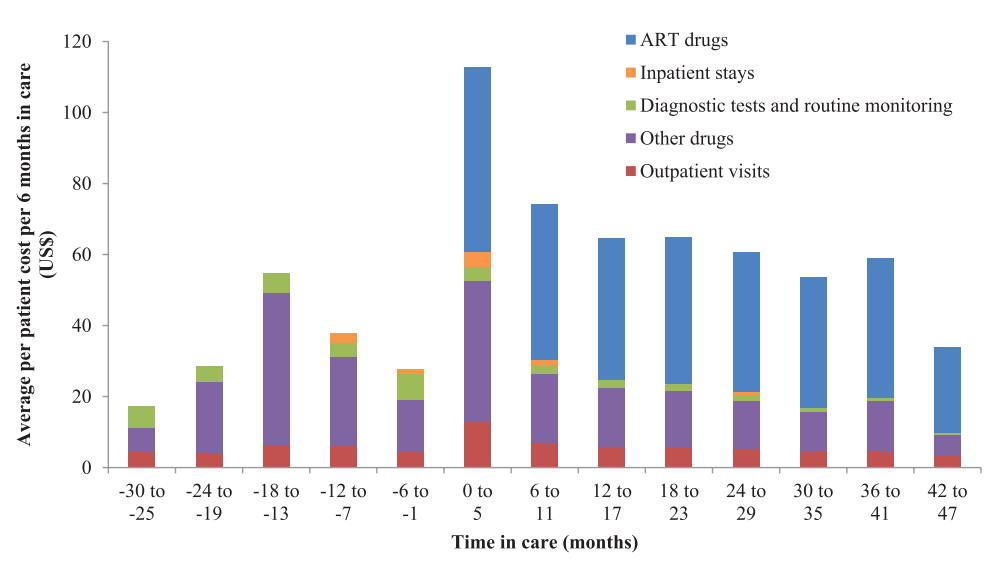 120
100
80
60
40
20
0
Average per patient cost per 6 months in care
(US$)
ART drugs
Inpatient stays
Diagnostic tests and routine monitoring
Other drugs
Outpatient visits
-30 to -24 to -18 to -12 to -6 to 0 to 6 to 12 to 18 to 24 to 30 to 36 to 42 to
-25 -19 -13 -7 -1 5 11 17 23 29 35 41 47
Time in care (months)